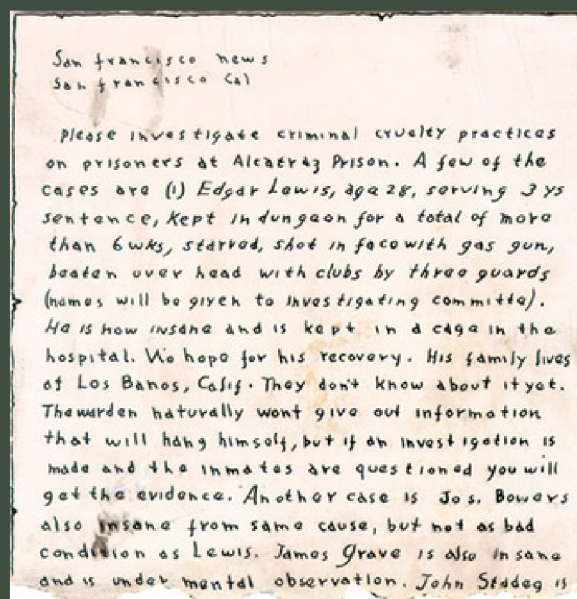 San francisco news
San francisco Cal
Please investigate criminal cruelty practices
on prisoners at Alcatraz Prison. A few of the
cases are (1) Edgar Lewis, age 28, serving 3 ys
sentence, kept in dungeon for a total of more
than 6 wks, starved, shot in face with gas gun,
beaten over head with clubs by three guards
(names will be given to investigating committe).
He is now insane and is kept in a cage in the
hospital. No hope for his recovery. His family lives
at Los Banos, Calif. They don't know about it yet.
The warden naturally wont give out information
that will hang himself, but if an investigation is
made and the inmates are questioned you will
get the evidence. Another case is Jos. Bowers
also insane from same cause, but not as bad
condition as Lewis. James Grave is also insane
and is under mental observation. John Stadeg is